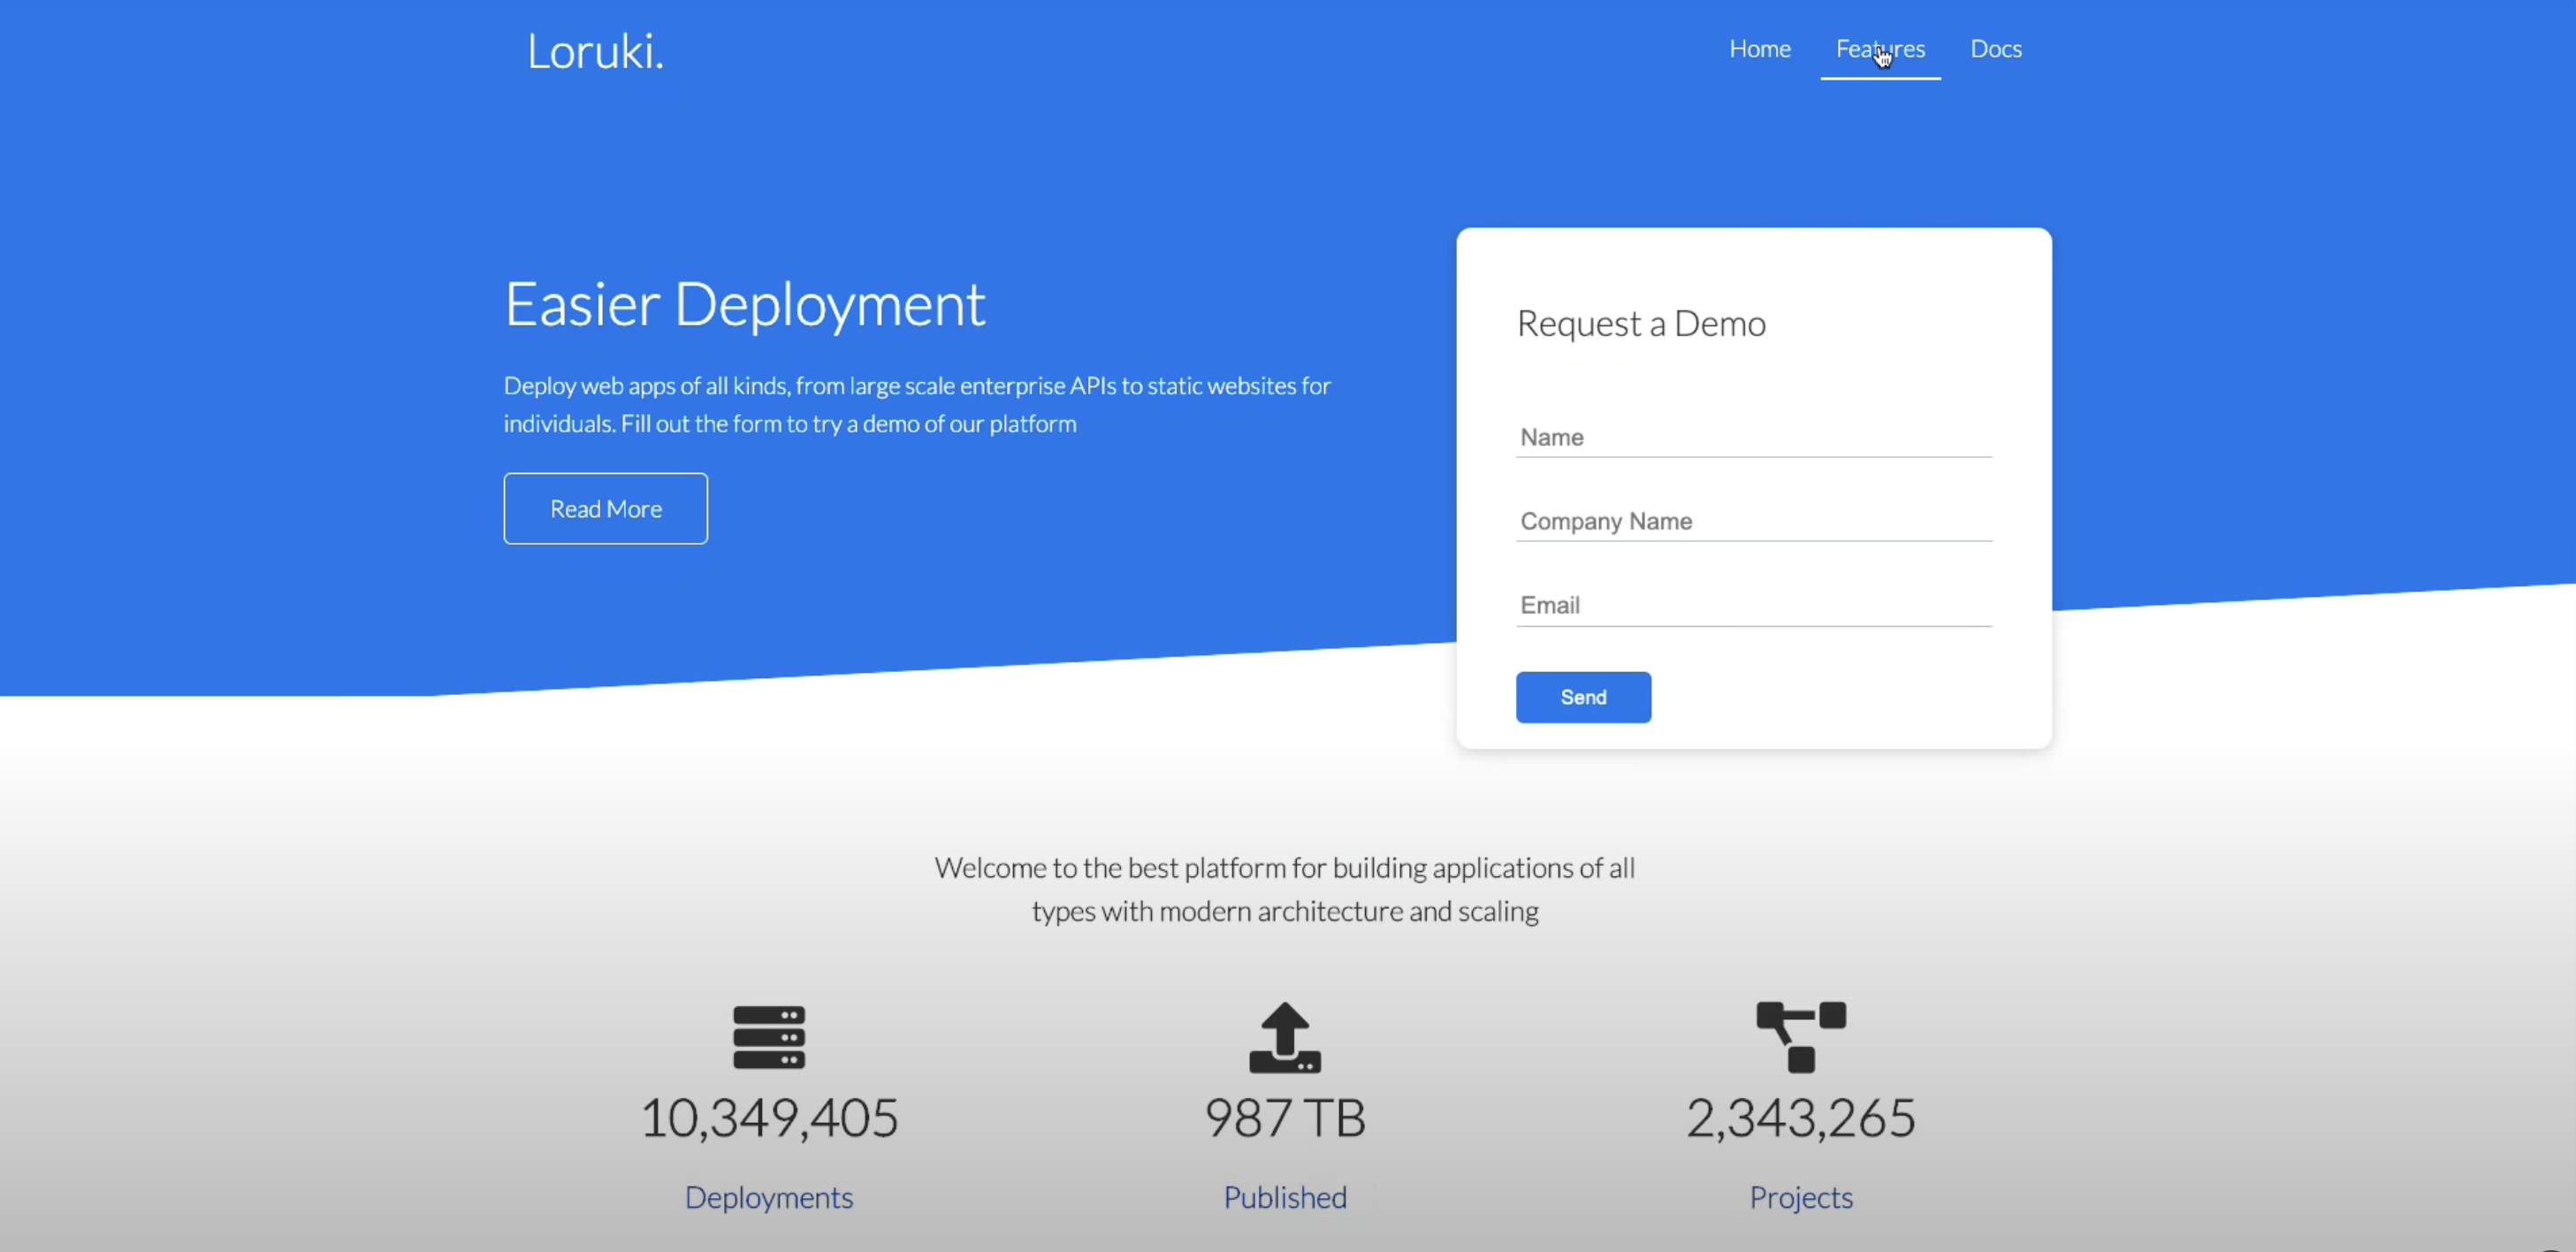 Loruki.
Home
Features
Docs
Easier Deployment
Deploy web apps of all kinds, from large scale enterprise APIs to static websites for
individuals. Fill out the form to try a demo of our platform
Read More
Request a Demo
Name
Company Name
Email
Send
Welcome to the best platform for building applications of all
types with modern architecture and scaling
10,349,405
Deployments
987 TB
Published
2,343,265
Projects